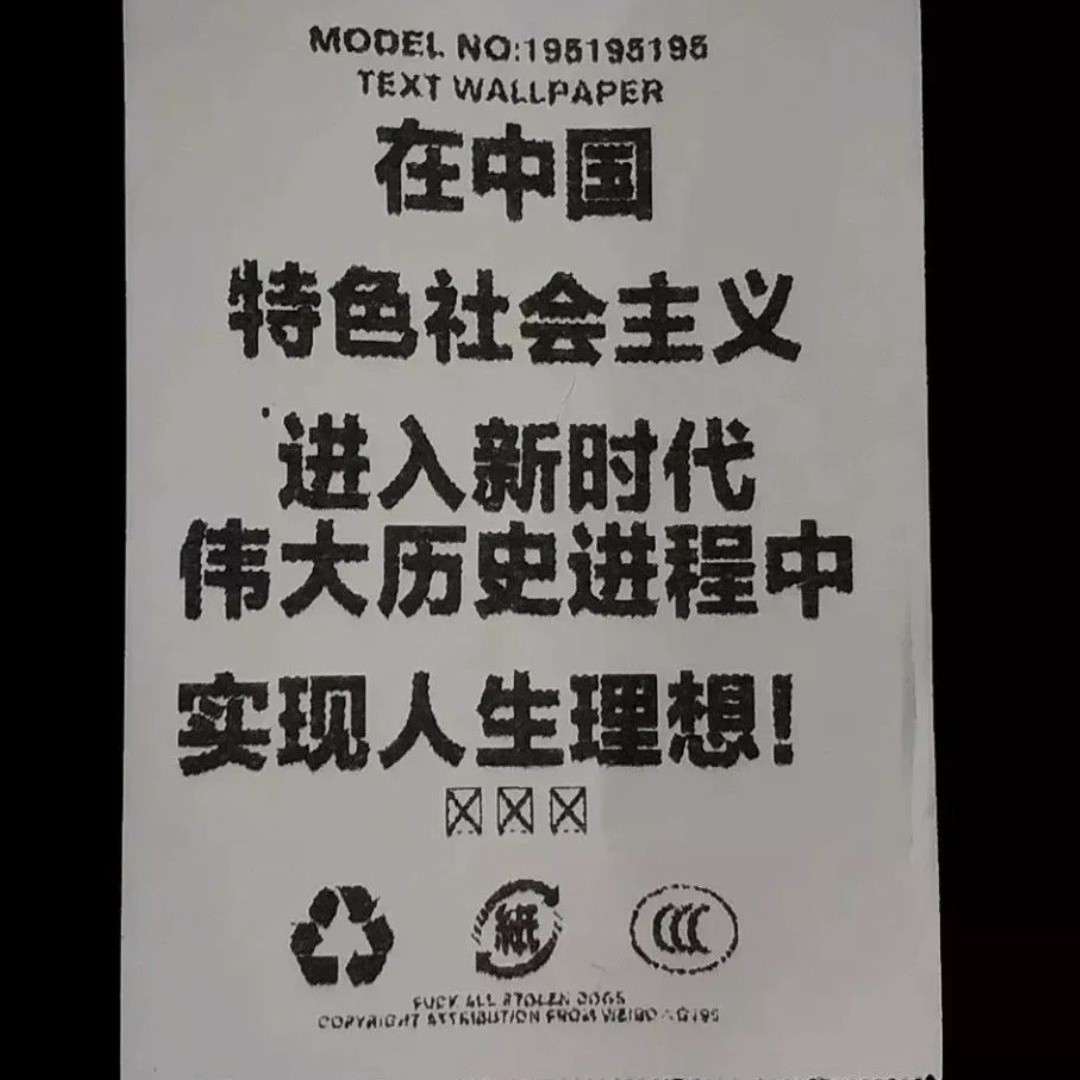 MODEL NO:195195195
TEXT WALLPAPER
在中国
特色社会主义
进入新时代
伟大历史进程中
实现人生理想!
紙
CCC
FUCK ALL STOLEN DOGS
COPYRIGHT ATTRIBUTION FROM WEIBO